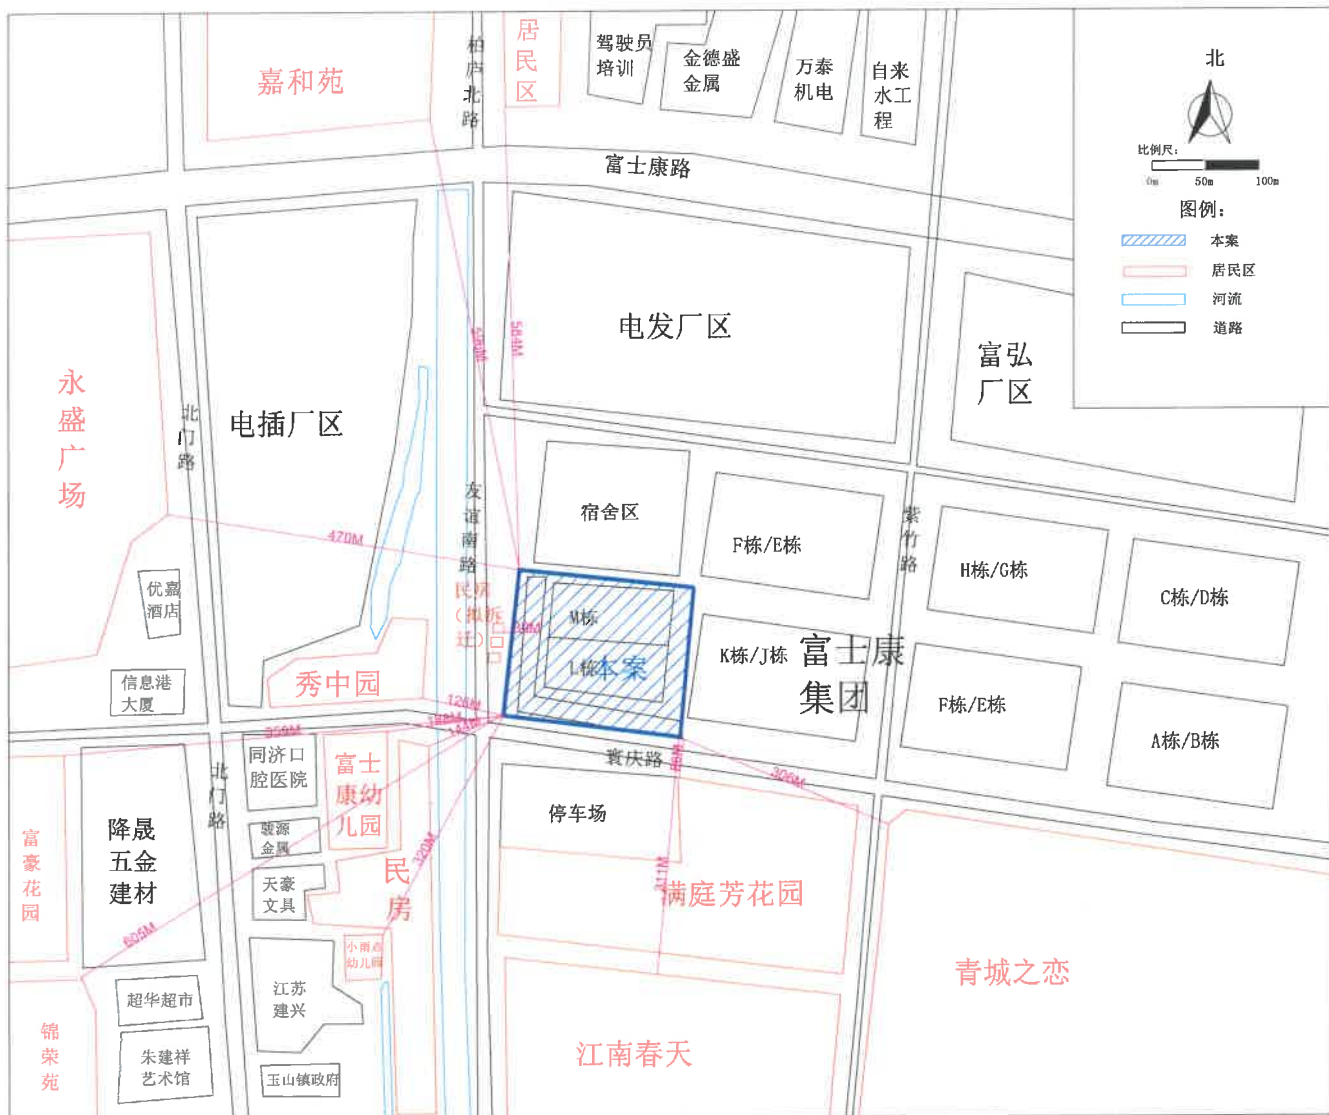 嘉和苑
柏庐北路
居民区
驾驶员
培训
金德盛
金属
万泰
机电
自来
水工
程
北
比例尺:
0m 50m 100m
图例:
本案
居民区
河流
道路
富士康路
584M
电发厂区
富弘
厂区
永盛广场
北门路
电插厂区
友谊南路
470M
宿舍区
F栋/E栋
紫竹路
H栋/G栋
C栋/D栋
优嘉
酒店
民房
(拟拆
迁)
M栋
L栋
本案
K栋/J栋
富士康
集团
F栋/E栋
A栋/B栋
信息港
大厦
秀中园
126M
北门路
同济口
腔医院
富士
康幼
儿园
寰庆路
306M
停车场
富豪花园
降晟
五金
建材
骏源
金属
320M
民房
天豪
文具
311M
满庭芳花园
605M
小雨点
幼儿园
青城之恋
超华超市
江苏
建兴
锦荣苑
朱建祥
艺术馆
玉山镇政府
江南春天